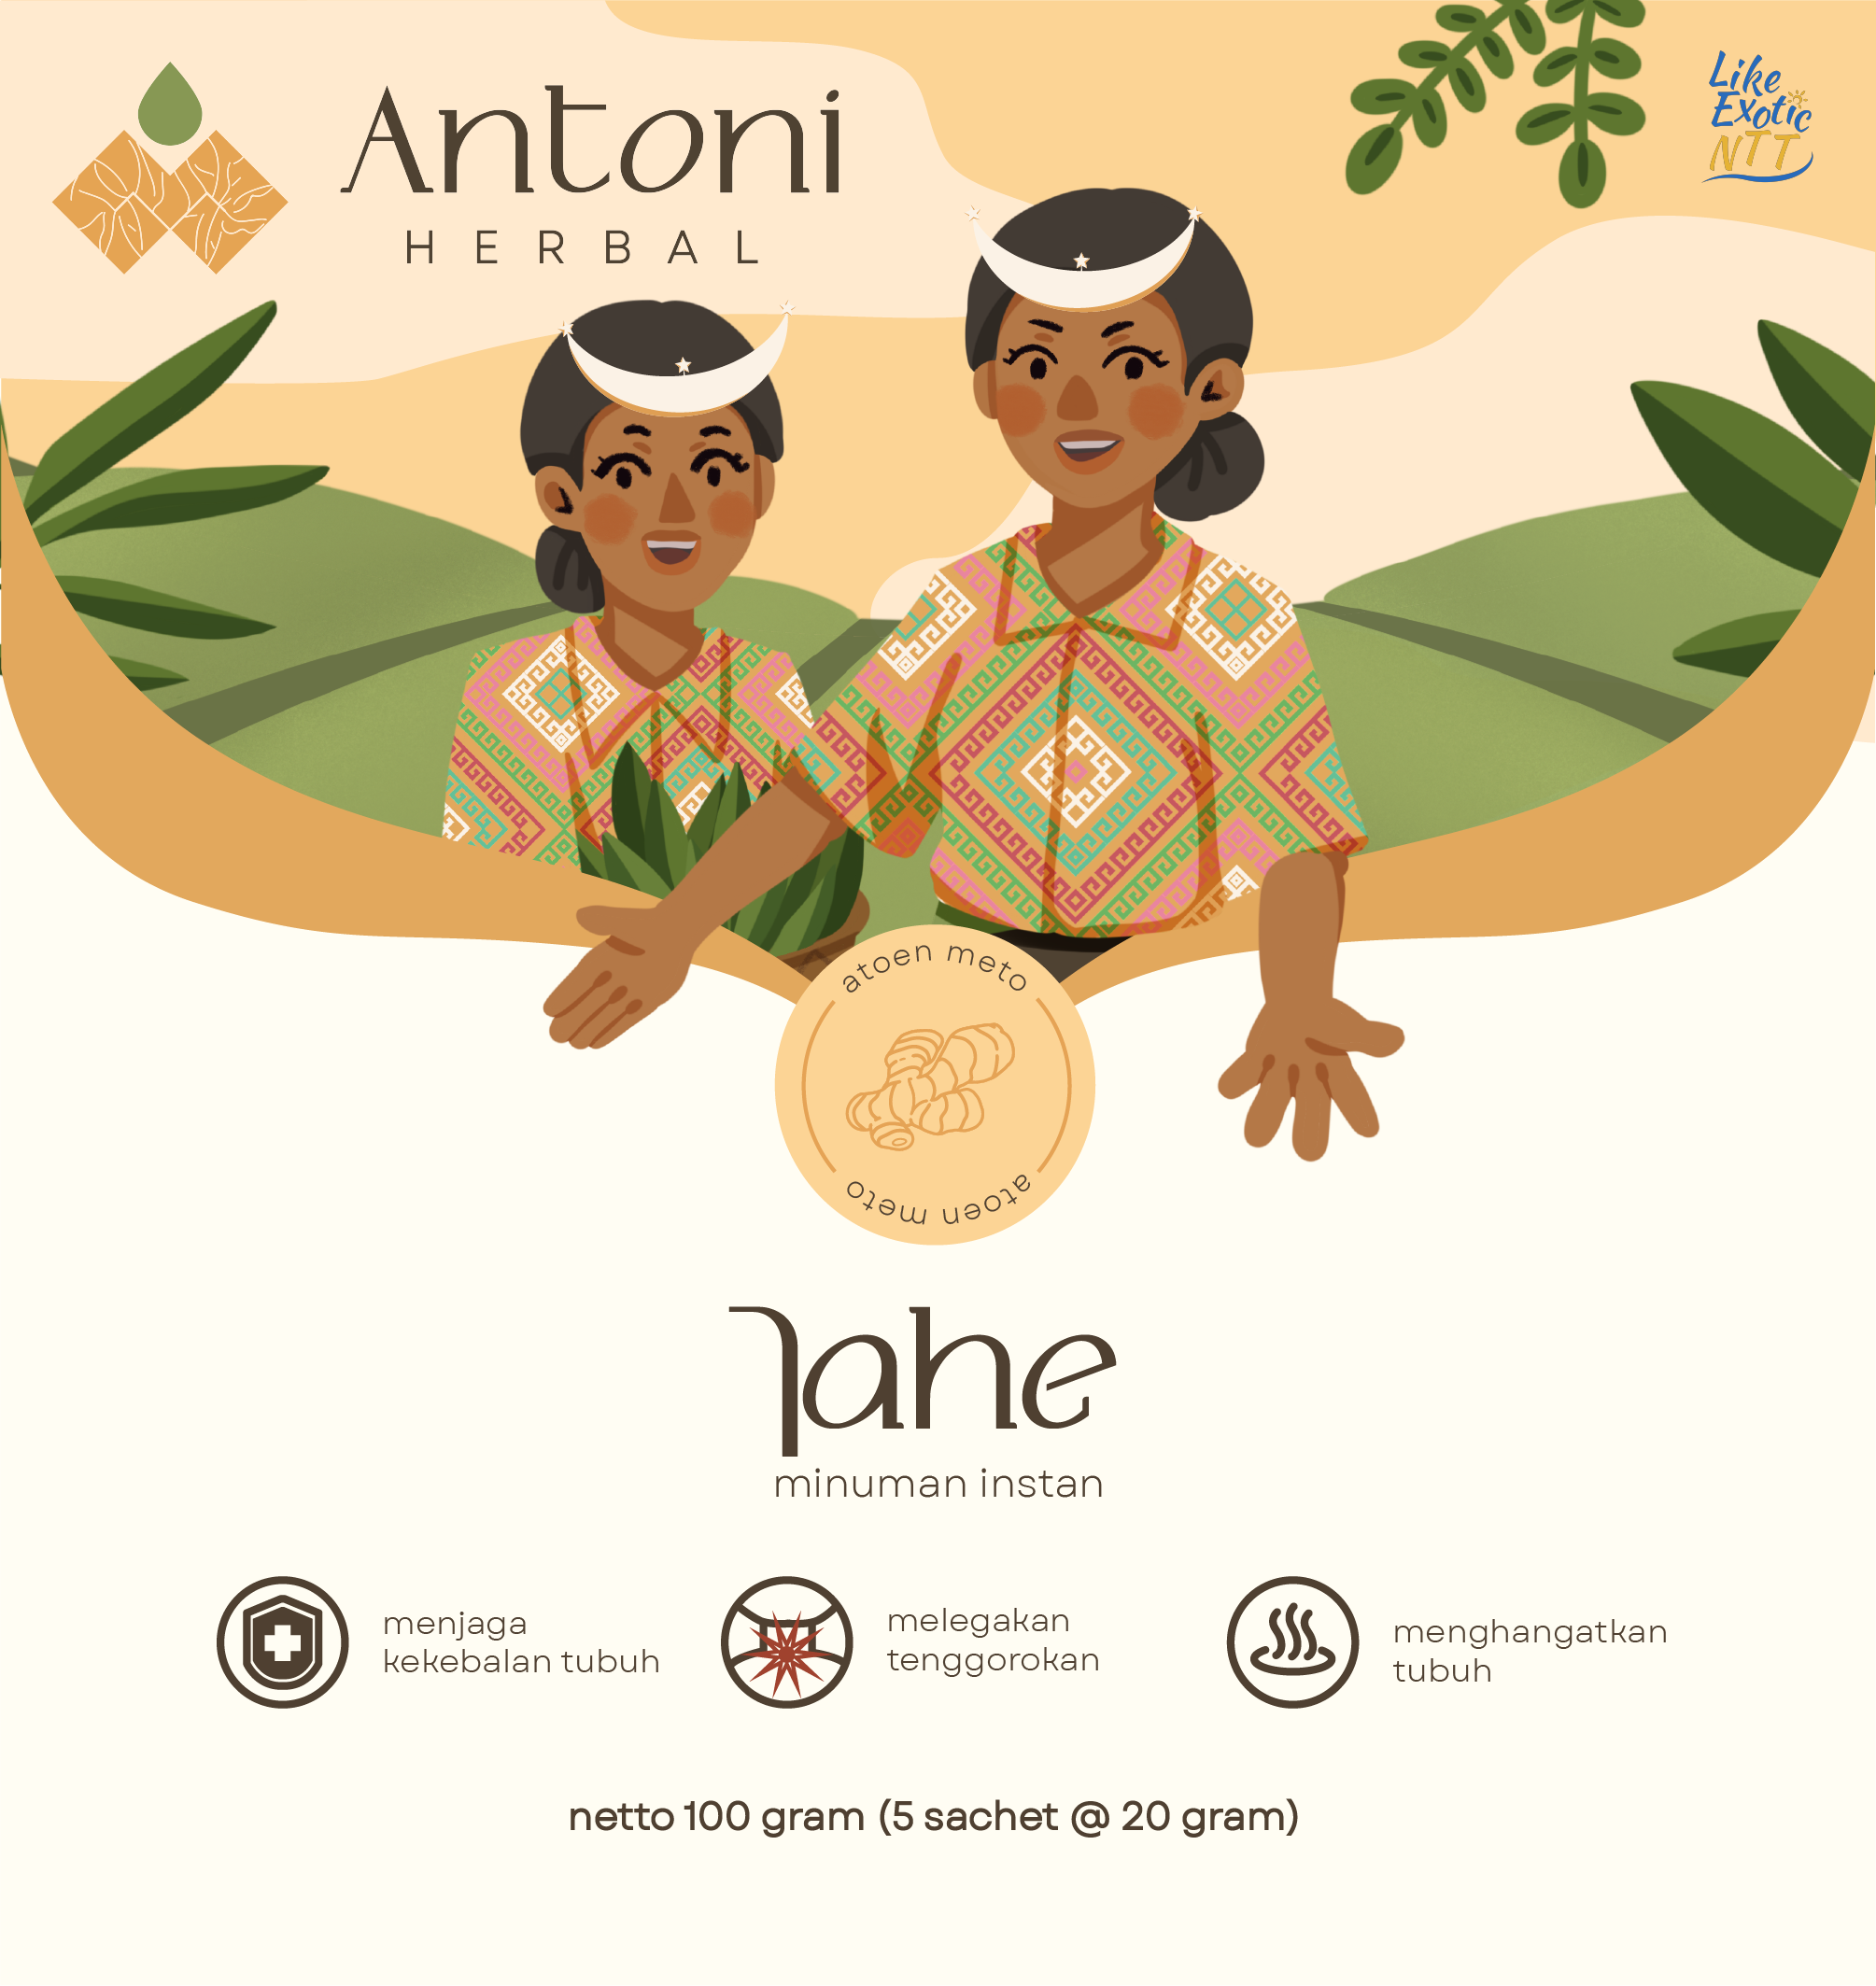 Antoni
HERBAL
Like
Exotic
NTT
atoen meto
atoen meto
Jahe
minuman instan
menjaga
kekebalan tubuh
melegakan
tenggorokan
menghangatkan
tubuh
netto 100 gram (5 sachet @ 20 gram)